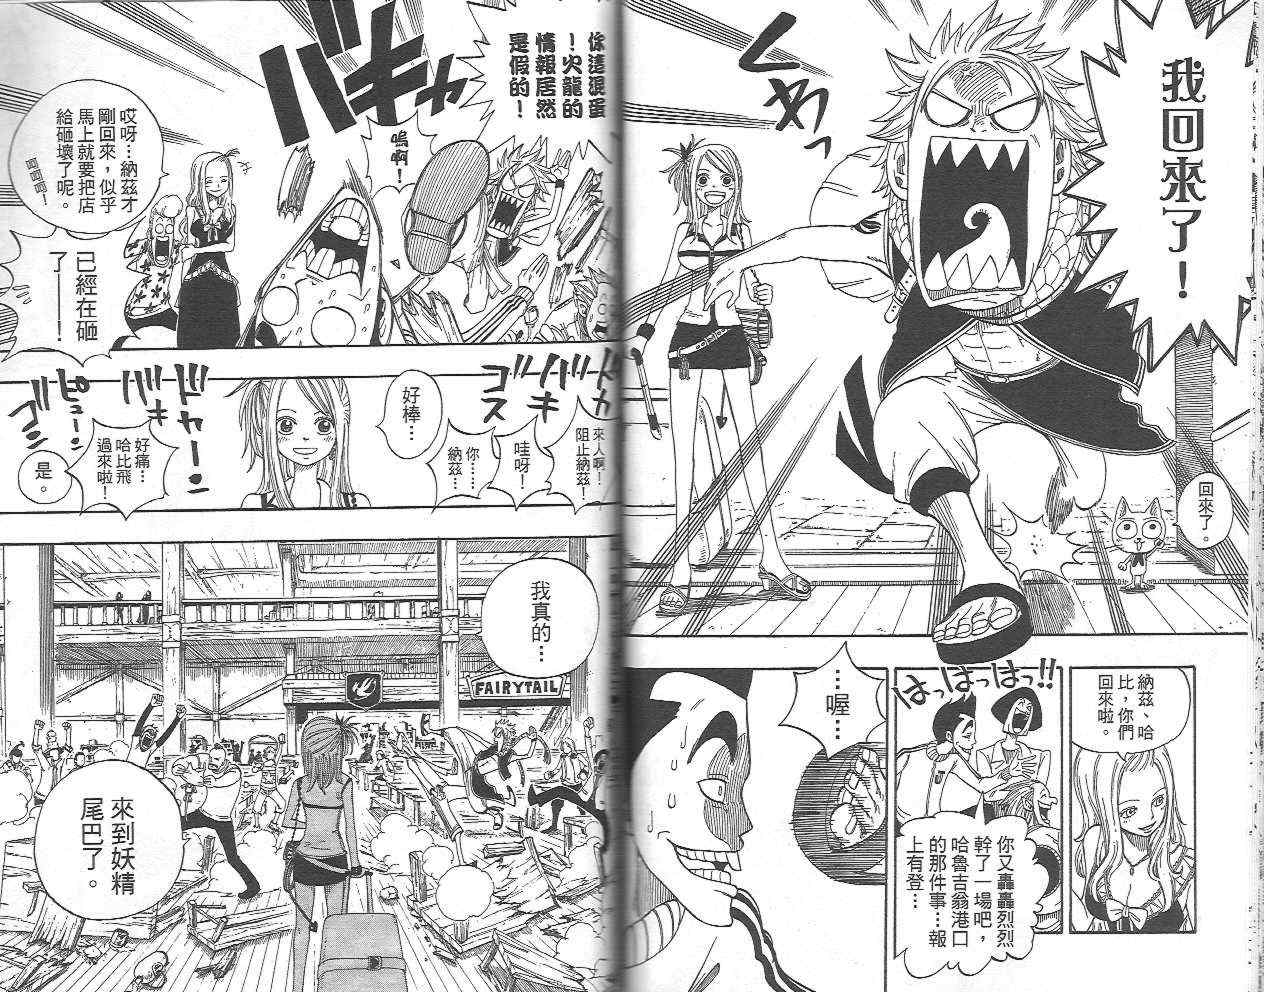 我回來了！
くわっ
回來了。
納茲、哈
比，你們
回來啦。
はっはっはっ!!
你又轟轟烈烈
幹了一場吧，
哈魯吉翁港口
的那件事…報
上有登…
…喔…
你這混蛋
！火龍的
情報居然
是假的！
バキャ
嗚啊！
哎呀…納茲才
剛回來，似乎
馬上就要把店
給砸壞了呢。
呵呵呵！
已經在砸
了——！
來人啊！
阻止納茲！
バキ
哇呀！
ゴス
你…
納茲…
好棒…
ドカーン
バキ
好痛…
哈比飛
過來啦！
ピューン
ゴン
是。
我真的…
FAIRYTAIL
來到妖精
尾巴了。